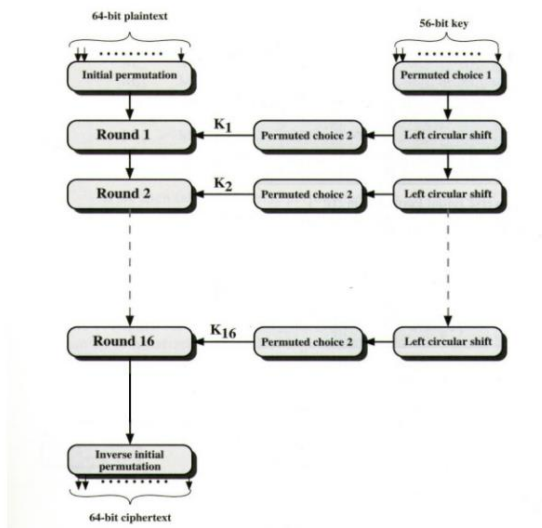 64-bit plaintext
56-bit key
Initial permutation
Permuted choice 1
Round 1
K1
Permuted choice 2
Left circular shift
Round 2
K2
Permuted choice 2
Left circular shift
Round 16
K16
Permuted choice 2
Left circular shift
Inverse initial
permutation
64-bit ciphertext